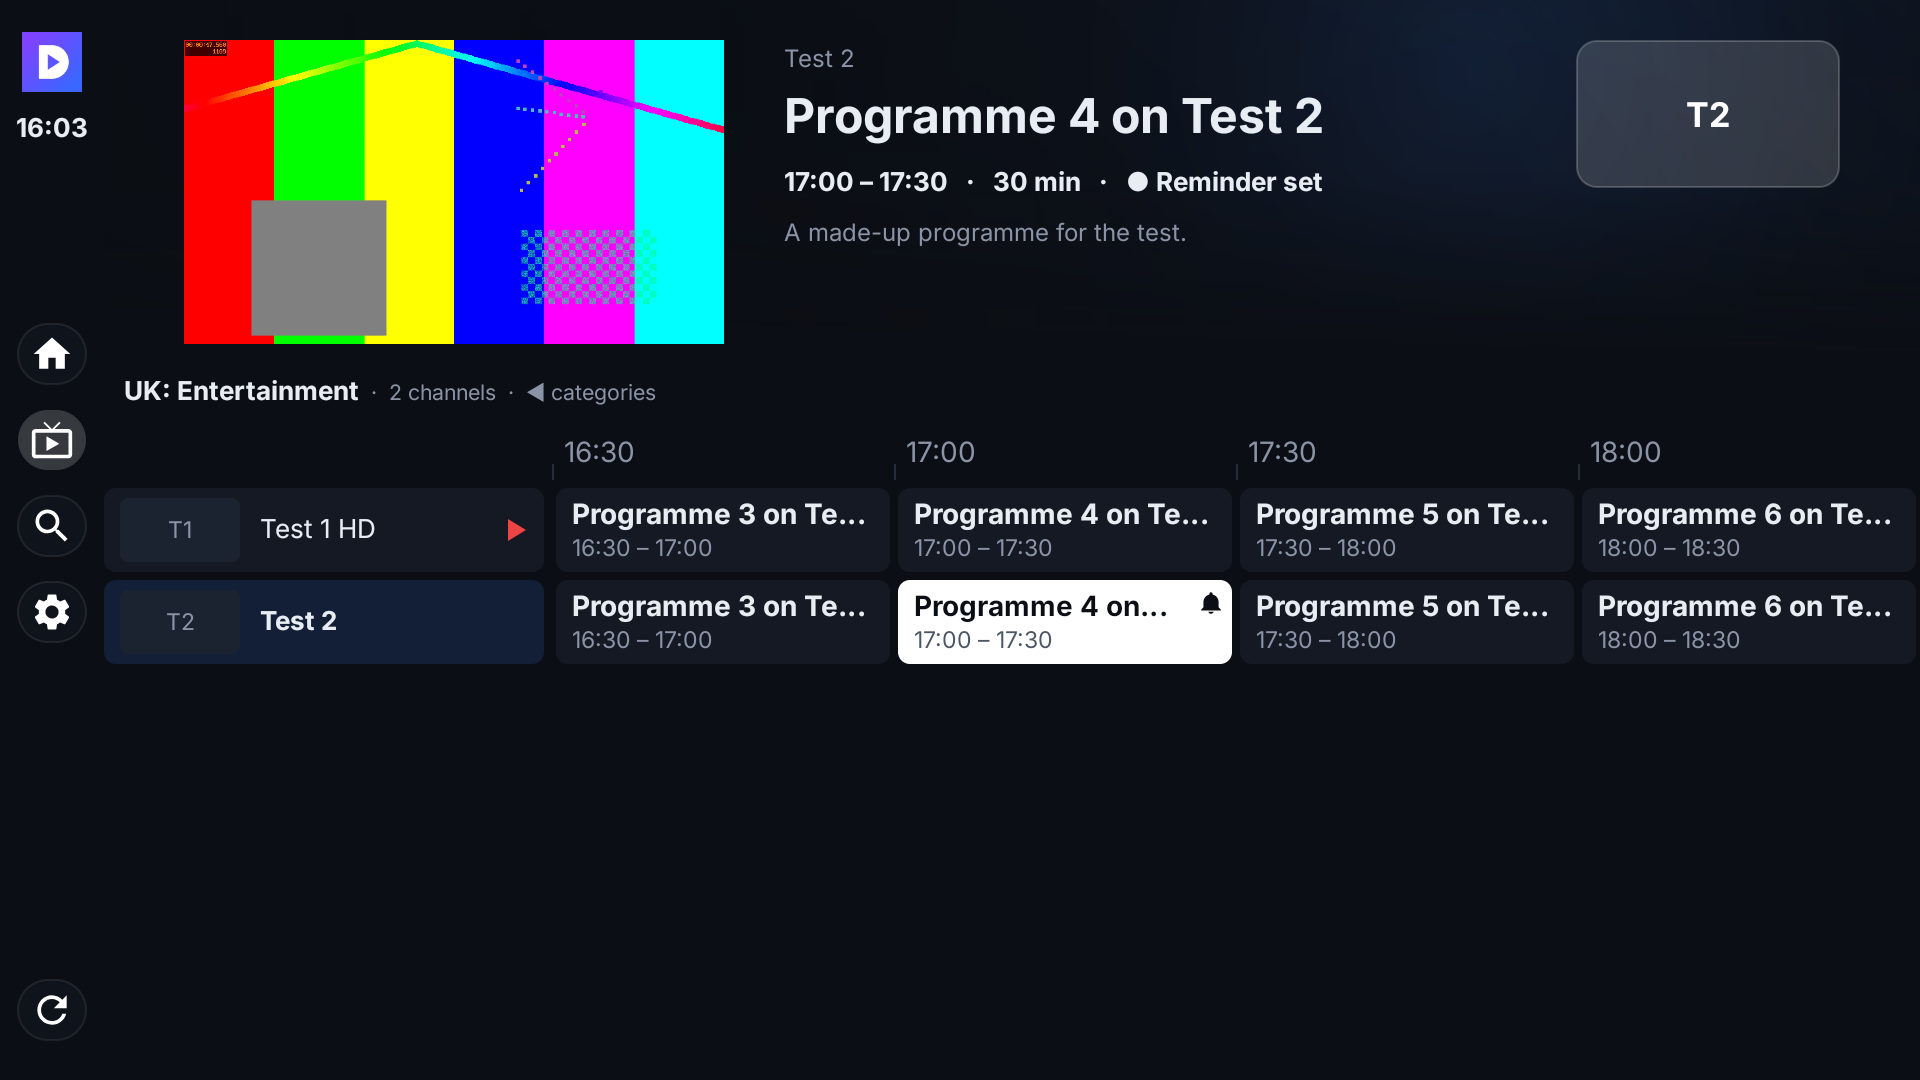 00:00:47.560
1189
16:03
Test 2
Programme 4 on Test 2
17:00 – 17:30 · 30 min · ● Reminder set
A made-up programme for the test.
T2
UK: Entertainment · 2 channels · ◀ categories
16:30 17:00 17:30 18:00
T1 Test 1 HD
Programme 3 on Te... Programme 4 on Te... Programme 5 on Te... Programme 6 on Te...
16:30 – 17:00 17:00 – 17:30 17:30 – 18:00 18:00 – 18:30
T2 Test 2
Programme 3 on Te... Programme 4 on... Programme 5 on Te... Programme 6 on Te...
16:30 – 17:00 17:00 – 17:30 17:30 – 18:00 18:00 – 18:30